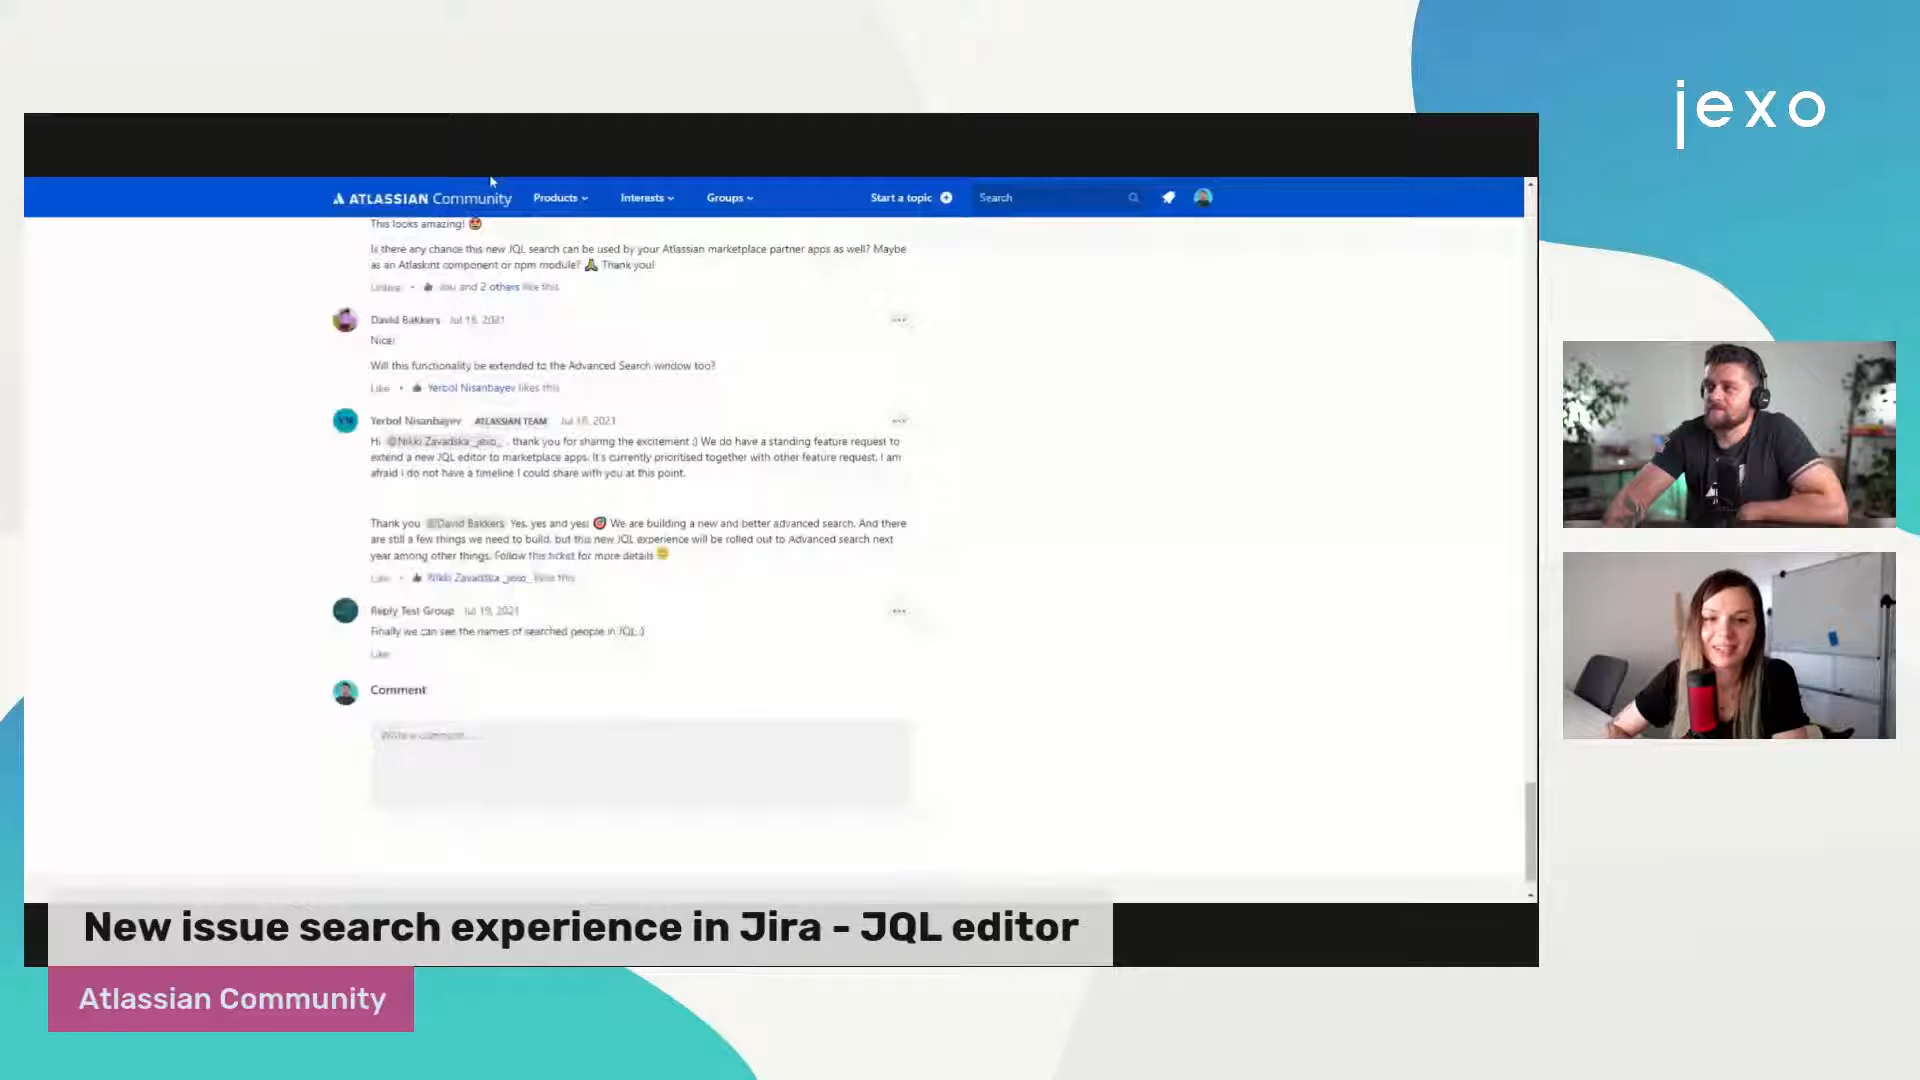 jexo
ATLASSIAN Community Products Interests Groups Start a topic Search
This looks amazing!
Is there any chance this new JQL search can be used by your Atlassian marketplace partner apps as well? Maybe
as an Atlaskint component or npm module? 🙏 Thank you!
Unlike • You and 2 others like this
David Bakkers Jul 18, 2021
Nice!
Will this functionality be extended to the Advanced Search window too?
Like • Yerbol Nisanbayev likes this
YN
Yerbol Nisanbayev ATLASSIAN TEAM Jul 18, 2021
Hi @Nikki Zavadska _jexo_ , thank you for sharing the excitement :) We do have a standing feature request to
extend a new JQL editor to marketplace apps. It's currently prioritised together with other feature request. I am
afraid i do not have a timeline I could share with you at this point.
Thank you @David Bakkers Yes, yes and yes! 🎯 We are building a new and better advanced search. And there
are still a few things we need to build, but this new JQL experience will be rolled out to Advanced search next
year among other things. Follow this ticket for more details
Like • Nikki Zavadska _jexo_ likes this
Reply Test Group Jul 19, 2021
Finally we can see the names of searched people in JQL :)
Like
Comment
Write a comment...
New issue search experience in Jira - JQL editor
Atlassian Community